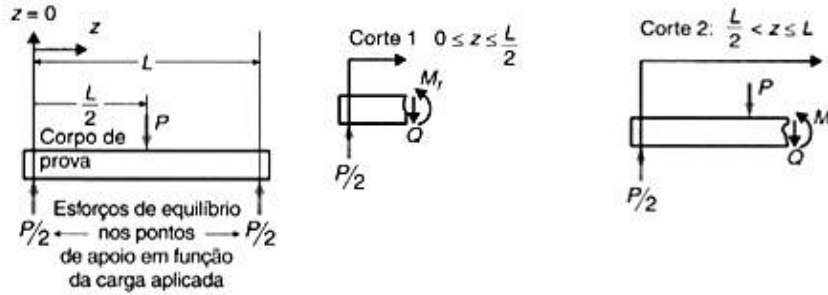 z = 0
z
L
L/2
P
Corpo de
prova
P/2
Esforços de equilíbrio
nos pontos
de apoio em função
da carga aplicada
P/2
Corte 1 0 ≤ z ≤ L/2
Mf
Q
P/2
Corte 2: L/2 < z ≤ L
P
M
Q
P/2